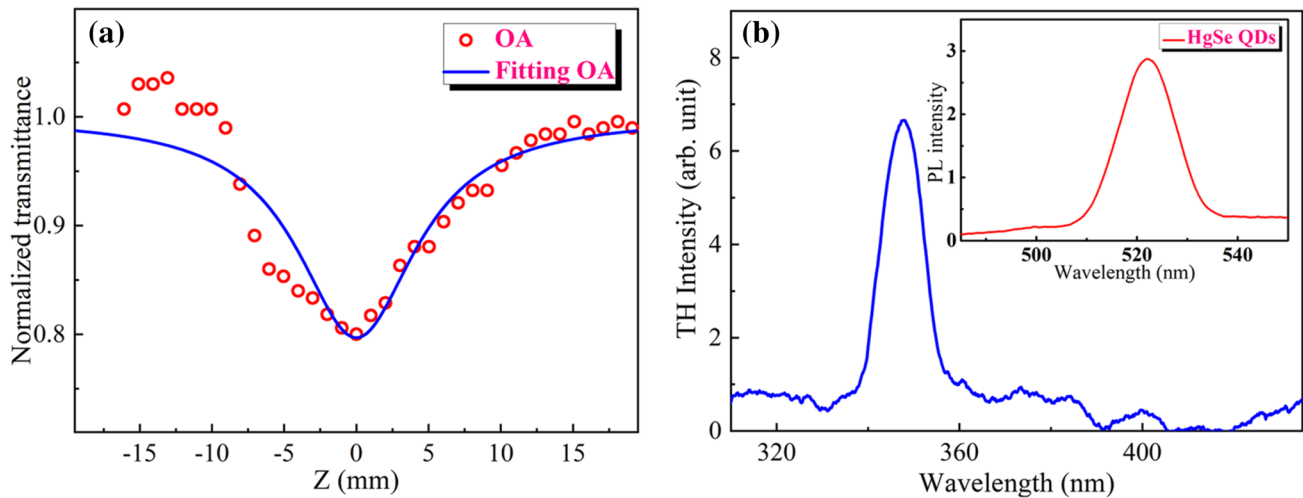 (a)
OA
Fitting OA
Normalized transmittance
1.0
0.9
0.8
-15 -10 -5 0 5 10 15
Z (mm)
(b)
HgSe QDs
TH Intensity (arb. unit)
8
6
4
2
0
320 360 400
Wavelength (nm)
PL intensity
3
2
1
0
500 520 540
Wavelength (nm)